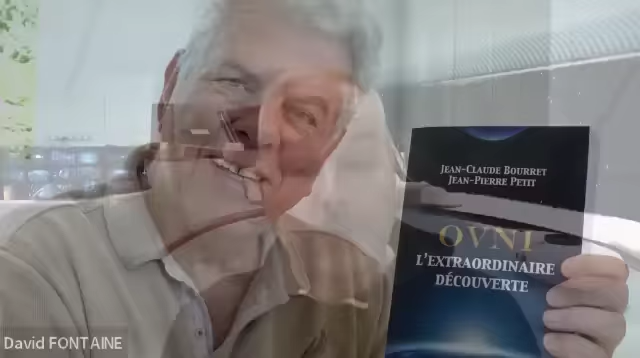 JEAN-CLAUDE BOURRET
JEAN-PIERRE PETIT
OVNI
L'EXTRAORDINAIRE
DÉCOUVERTE
David FONTAINE